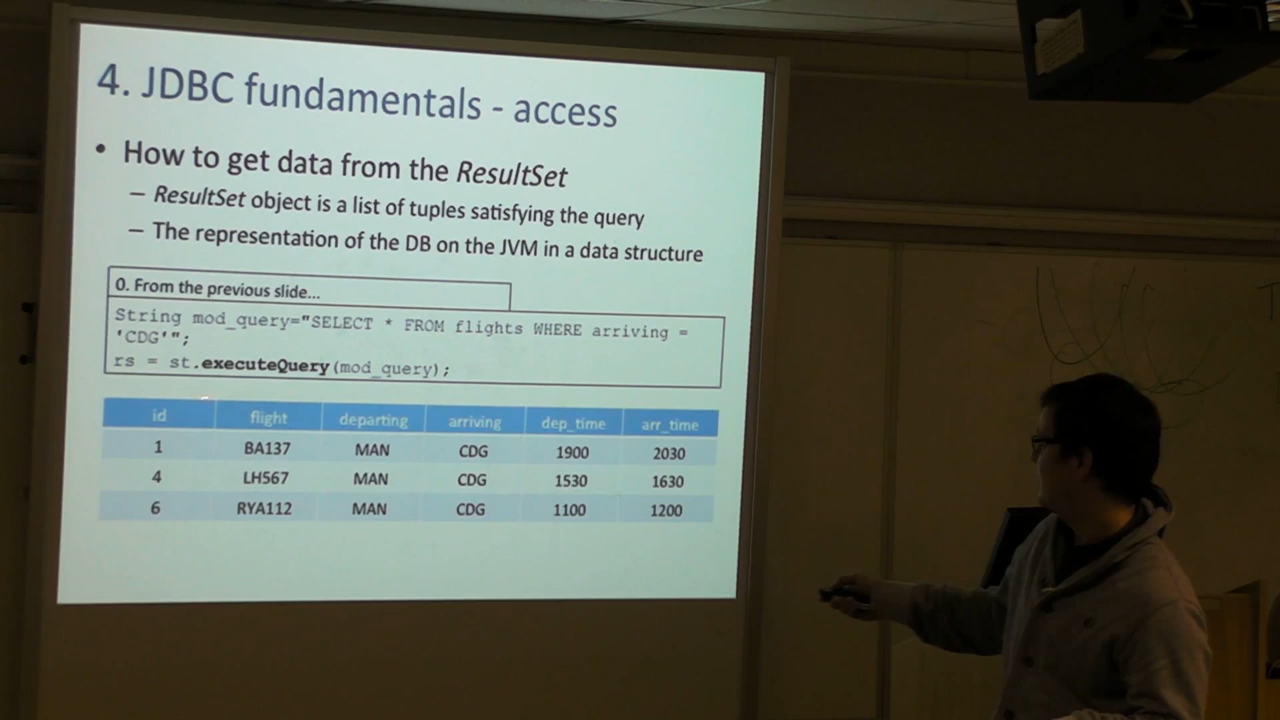 4. JDBC fundamentals - access
• How to get data from the ResultSet
– ResultSet object is a list of tuples satisfying the query
– The representation of the DB on the JVM in a data structure
0. From the previous slide...
String mod_query="SELECT * FROM flights WHERE arriving =
'CDG'";
rs = st.executeQuery(mod_query);
id flight departing arriving dep_time arr_time
1 BA137 MAN CDG 1900 2030
4 LH567 MAN CDG 1530 1630
6 RYA112 MAN CDG 1100 1200